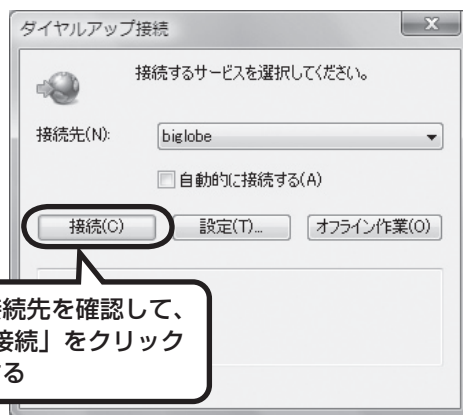 ダイヤルアップ接続
接続するサービスを選択してください。
接続先(N):
biglobe
自動的に接続する(A)
接続(C)
設定(T)...
オフライン作業(O)
続先を確認して、
接続」をクリック
る